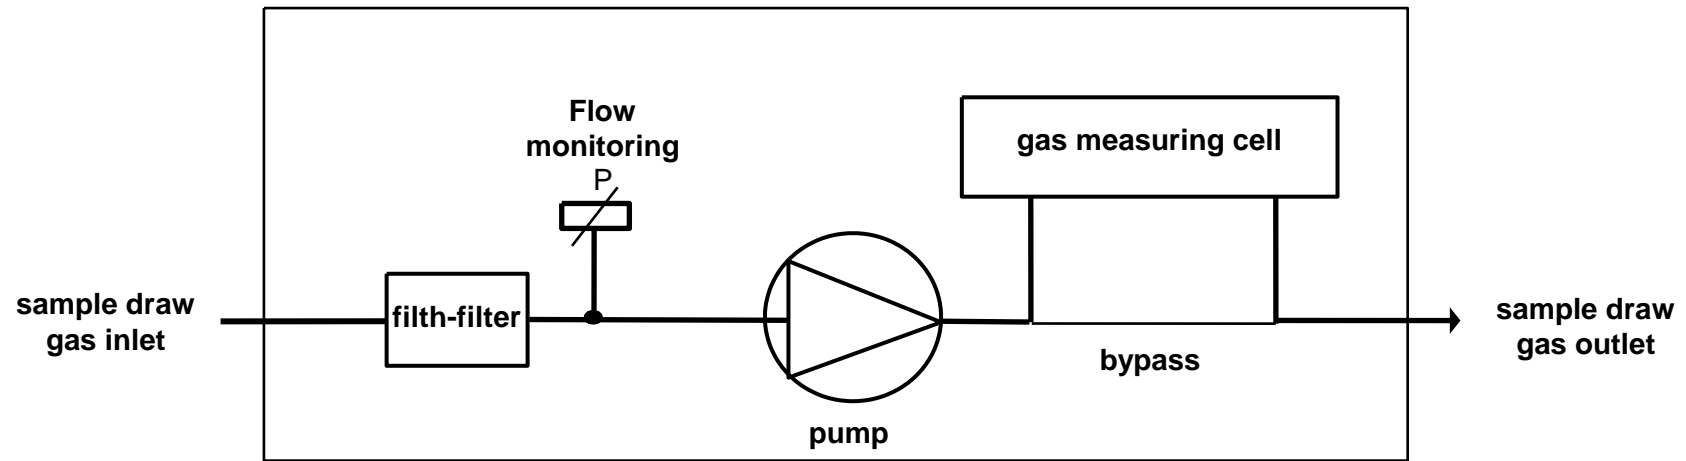 Flow
monitoring
P
gas measuring cell
sample draw
gas inlet
filth-filter
sample draw
gas outlet
bypass
pump